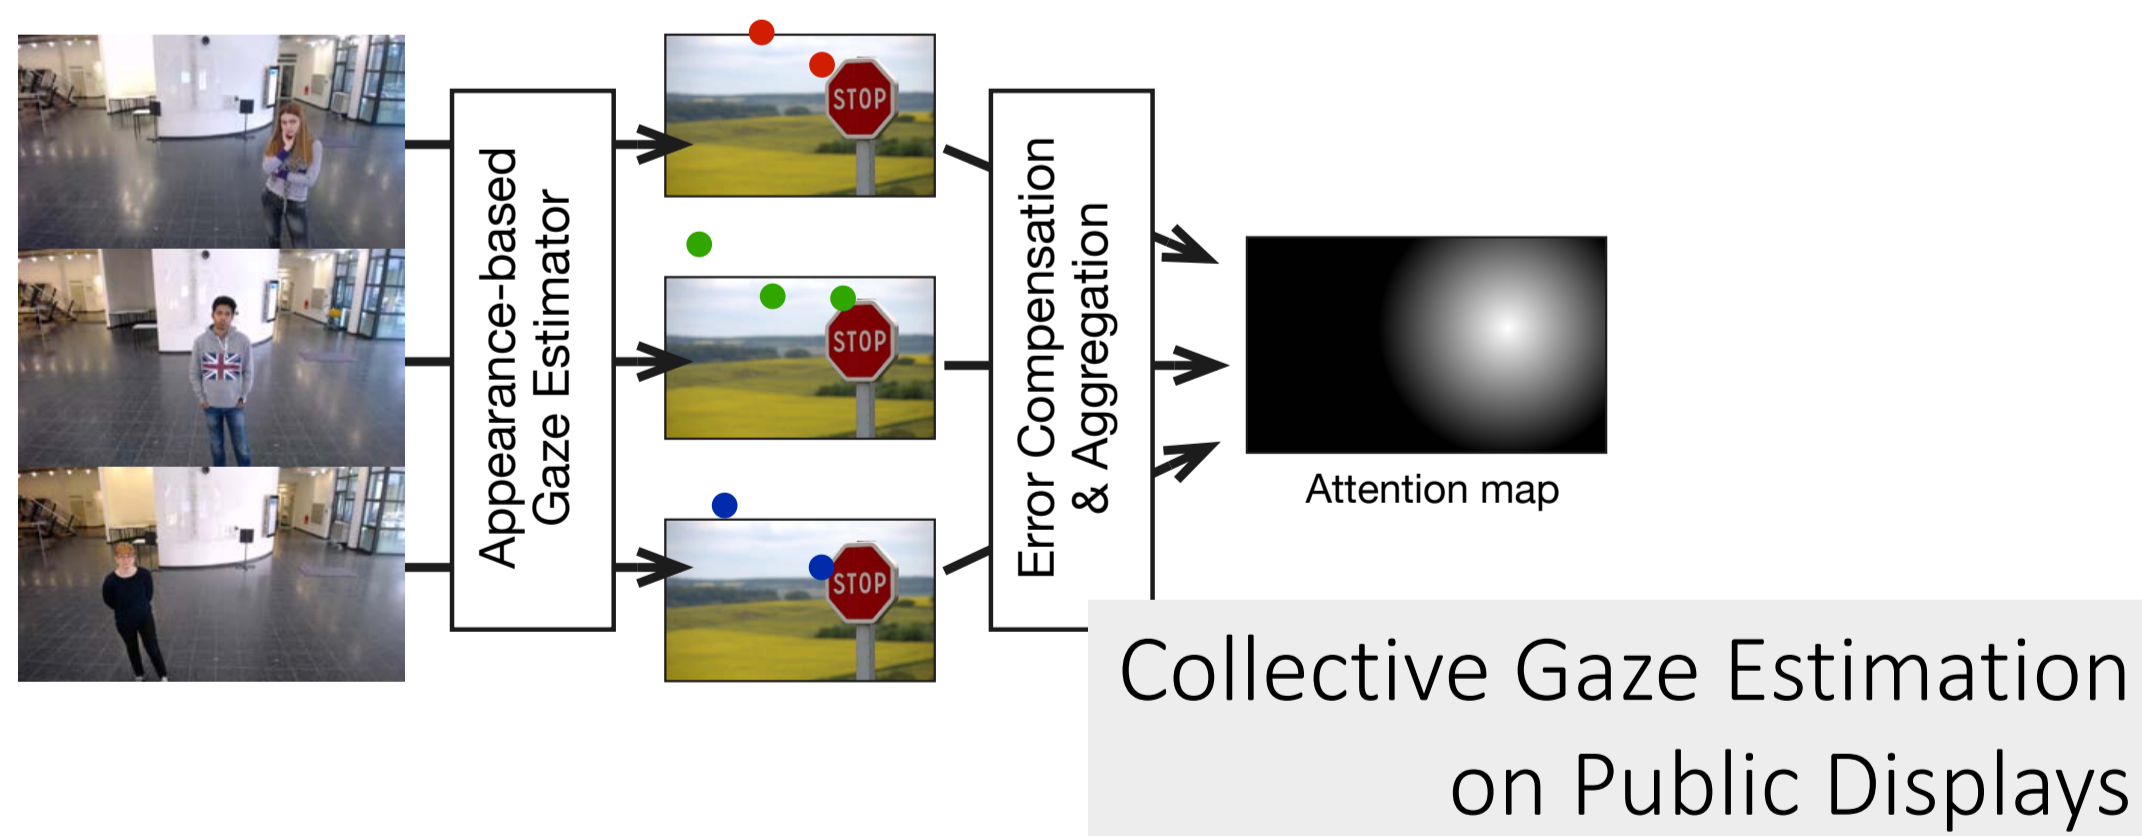 Appearance-based
Gaze Estimator
STOP
STOP
STOP
Error Compensation
& Aggregation
Attention map
Collective Gaze Estimation
on Public Displays